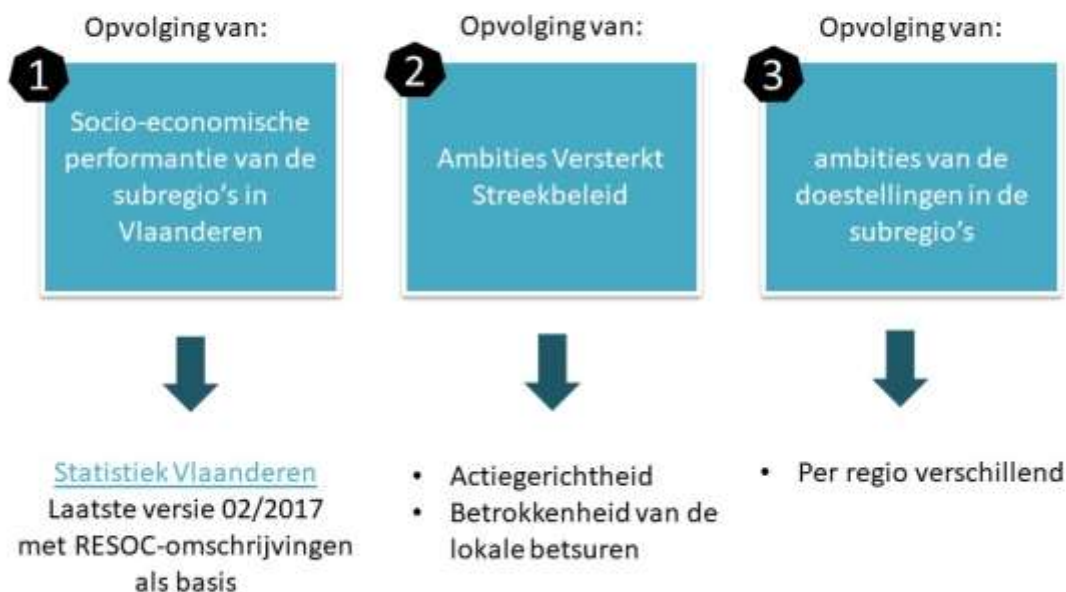 Opvolging van:
1
Socio-economische
performantie van de
subregio's in
Vlaanderen
Statistiek Vlaanderen
Laatste versie 02/2017
met RESOC-omschrijvingen
als basis
Opvolging van:
2
Ambities Versterkt
Streekbeleid
• Actiegerichtheid
• Betrokkenheid van de
lokale betsuren
Opvolging van:
3
ambities van de
doestellingen in de
subregio's
• Per regio verschillend